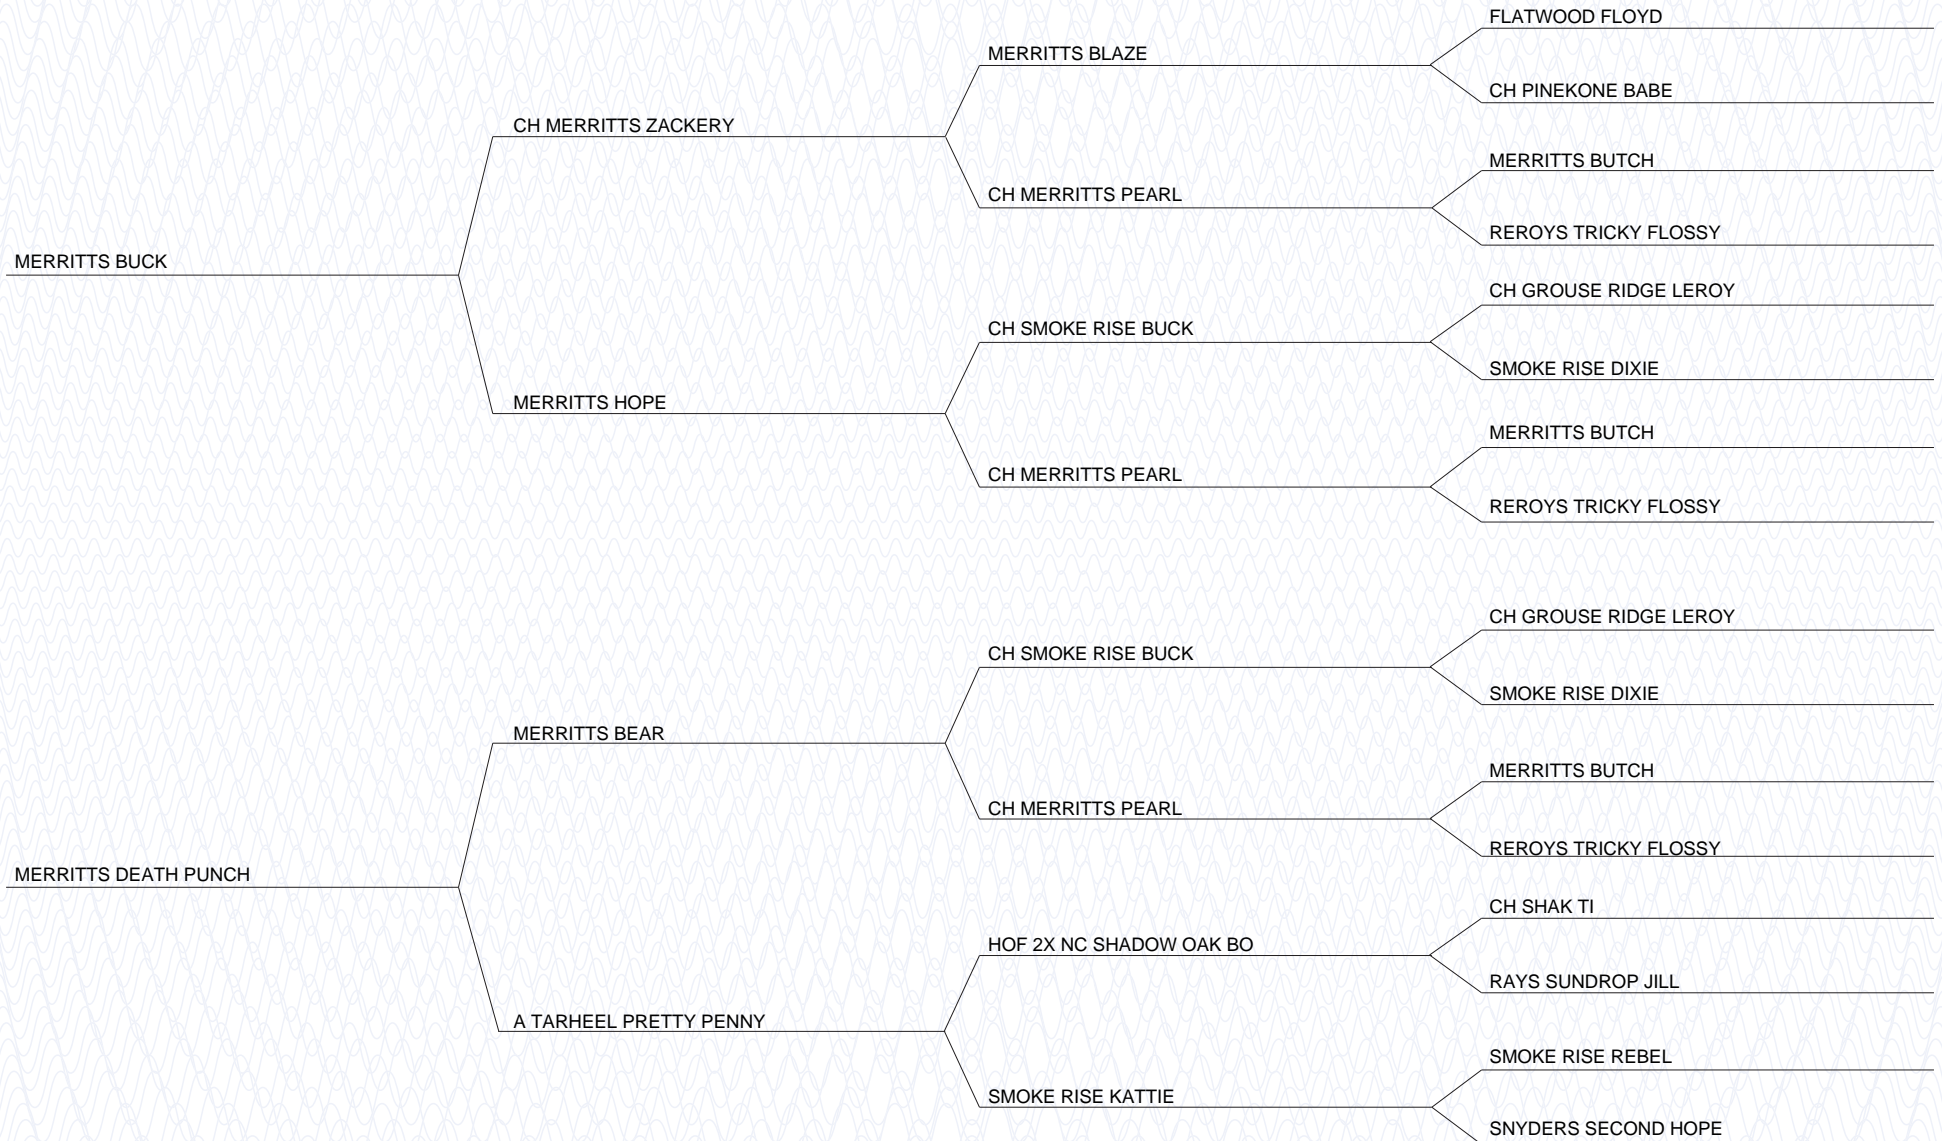 FLATWOOD FLOYD
MERRITTS BLAZE
CH PINEKONE BABE
CH MERRITTS ZACKERY
MERRITTS BUTCH
CH MERRITTS PEARL
REROYS TRICKY FLOSSY
MERRITTS BUCK
CH GROUSE RIDGE LEROY
CH SMOKE RISE BUCK
SMOKE RISE DIXIE
MERRITTS HOPE
MERRITTS BUTCH
CH MERRITTS PEARL
REROYS TRICKY FLOSSY
CH GROUSE RIDGE LEROY
CH SMOKE RISE BUCK
SMOKE RISE DIXIE
MERRITTS BEAR
MERRITTS BUTCH
CH MERRITTS PEARL
REROYS TRICKY FLOSSY
MERRITTS DEATH PUNCH
CH SHAK TI
HOF 2X NC SHADOW OAK BO
RAYS SUNDROP JILL
A TARHEEL PRETTY PENNY
SMOKE RISE REBEL
SMOKE RISE KATTIE
SNYDERS SECOND HOPE